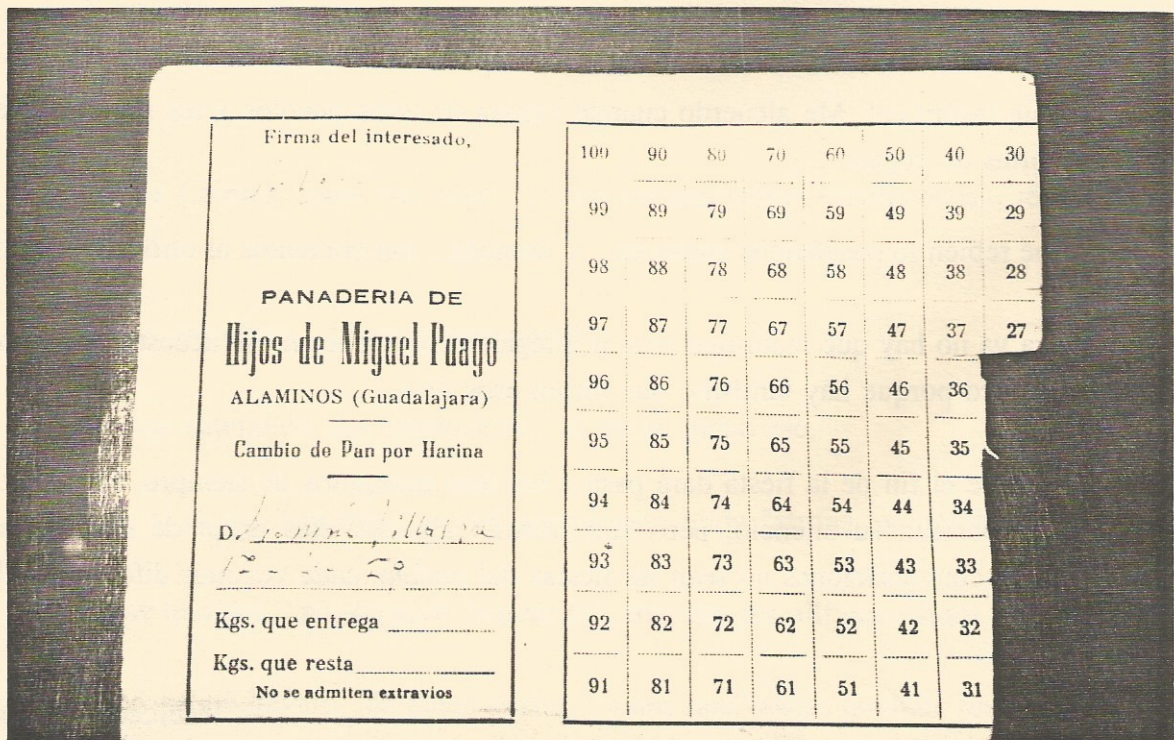 Firma del interesado,
PANADERIA DE
Hijos de Miguel Puago
ALAMINOS (Guadalajara)
Cambio de Pan por Harina
D.
Kgs. que entrega
Kgs. que resta
No se admiten extravios
100 90 80 70 60 50 40 30
99 89 79 69 59 49 39 29
98 88 78 68 58 48 38 28
97 87 77 67 57 47 37 27
96 86 76 66 56 46 36
95 85 75 65 55 45 35
94 84 74 64 54 44 34
93 83 73 63 53 43 33
92 82 72 62 52 42 32
91 81 71 61 51 41 31